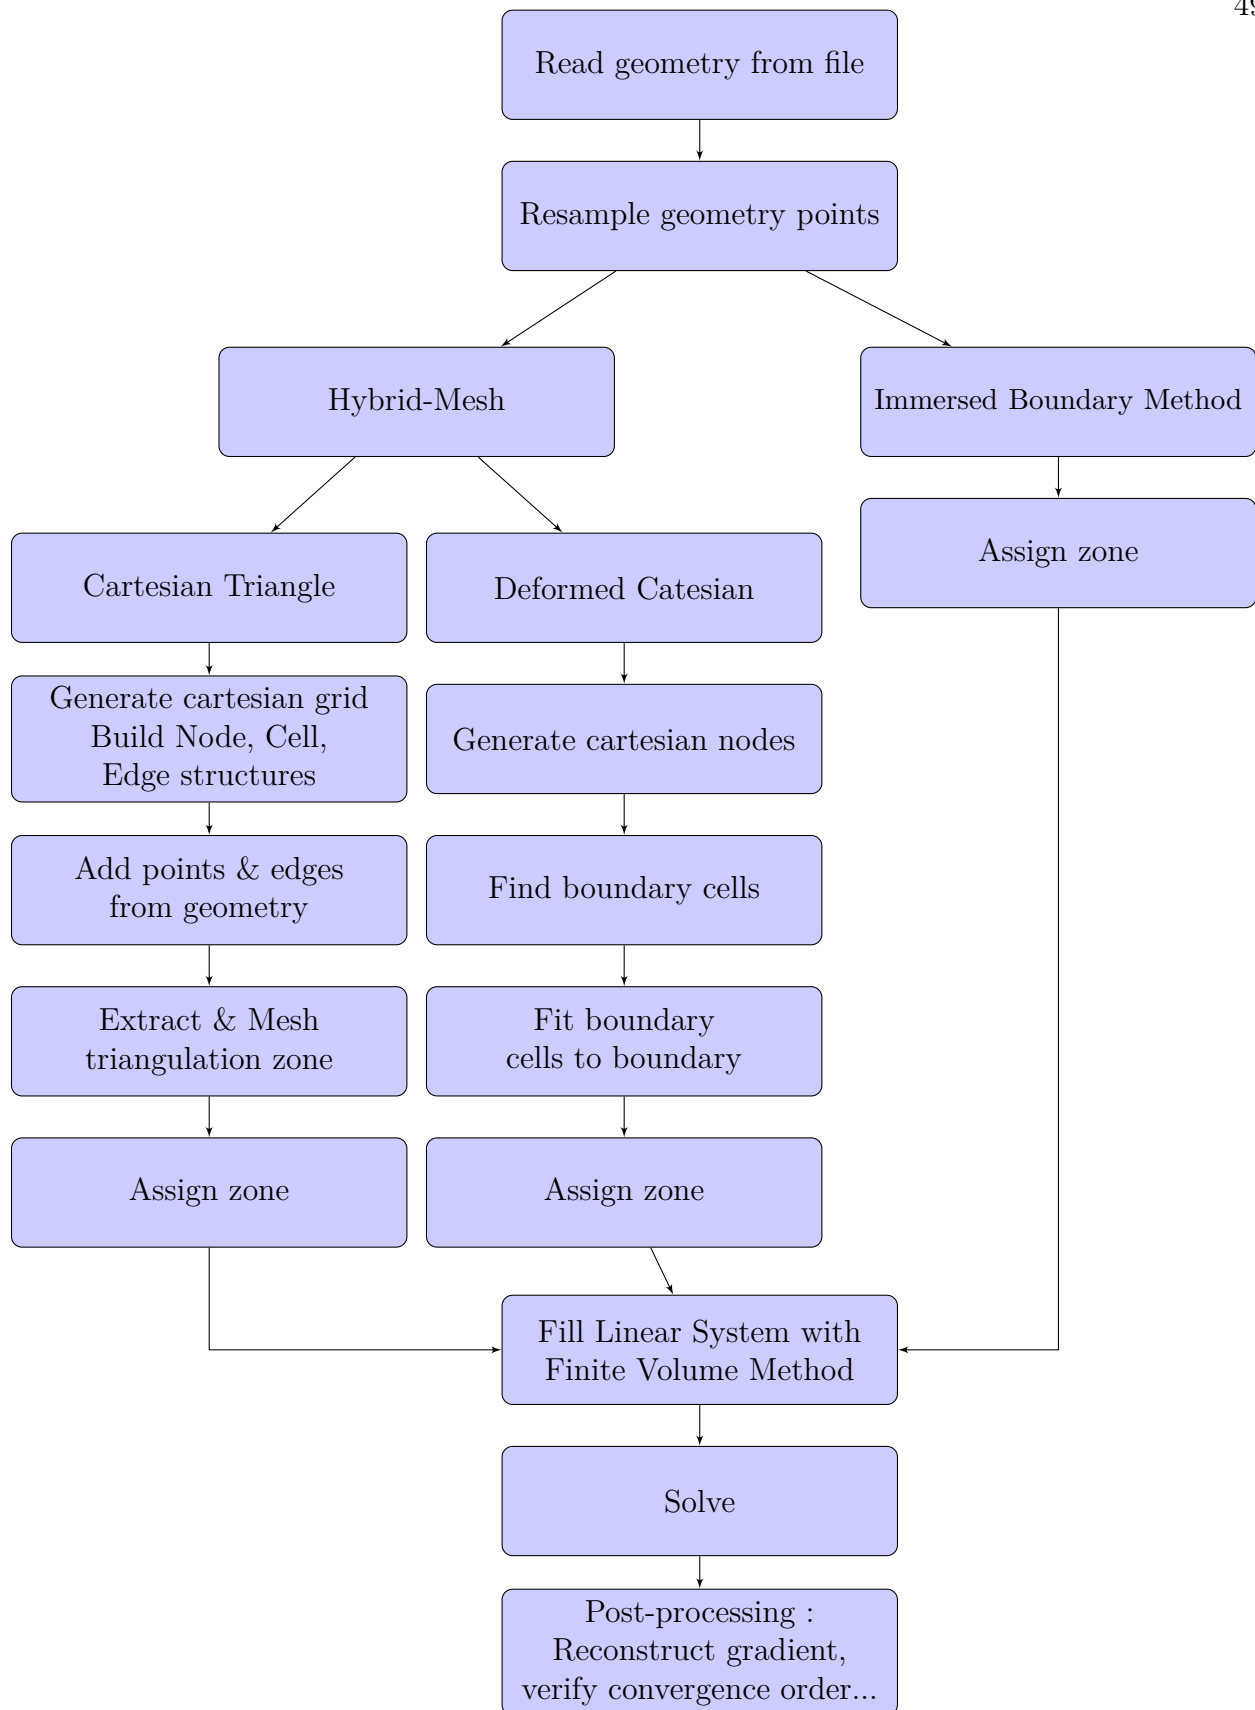 49
Read geometry from file
Resample geometry points
Hybrid-Mesh
Immersed Boundary Method
Assign zone
Cartesian Triangle
Deformed Catesian
Generate cartesian grid
Build Node, Cell,
Edge structures
Generate cartesian nodes
Add points & edges
from geometry
Find boundary cells
Extract & Mesh
triangulation zone
Fit boundary
cells to boundary
Assign zone
Assign zone
Fill Linear System with
Finite Volume Method
Solve
Post-processing :
Reconstruct gradient,
verify convergence order...